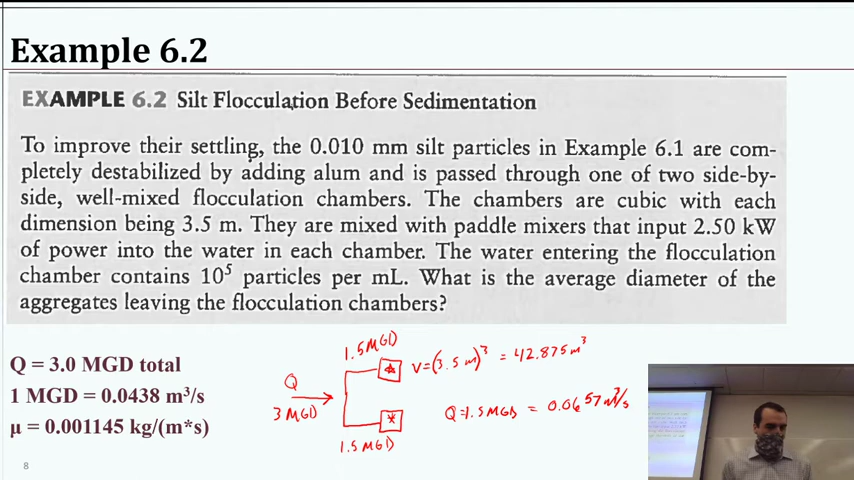 Example 6.2
EXAMPLE 6.2 Silt Flocculation Before Sedimentation
To improve their settling, the 0.010 mm silt particles in Example 6.1 are com-
pletely destabilized by adding alum and is passed through one of two side-by-
side, well-mixed flocculation chambers. The chambers are cubic with each
dimension being 3.5 m. They are mixed with paddle mixers that input 2.50 kW
of power into the water in each chamber. The water entering the flocculation
chamber contains 10⁵ particles per mL. What is the average diameter of the
aggregates leaving the flocculation chambers?
Q = 3.0 MGD total
1 MGD = 0.0438 m³/s
μ = 0.001145 kg/(m*s)
Q
3 MGD
1.5 MGD
V=(3.5 m)³ = 42.875 m³
Q=1.5 MGD = 0.0657 m³/s
1.5 MGD
8